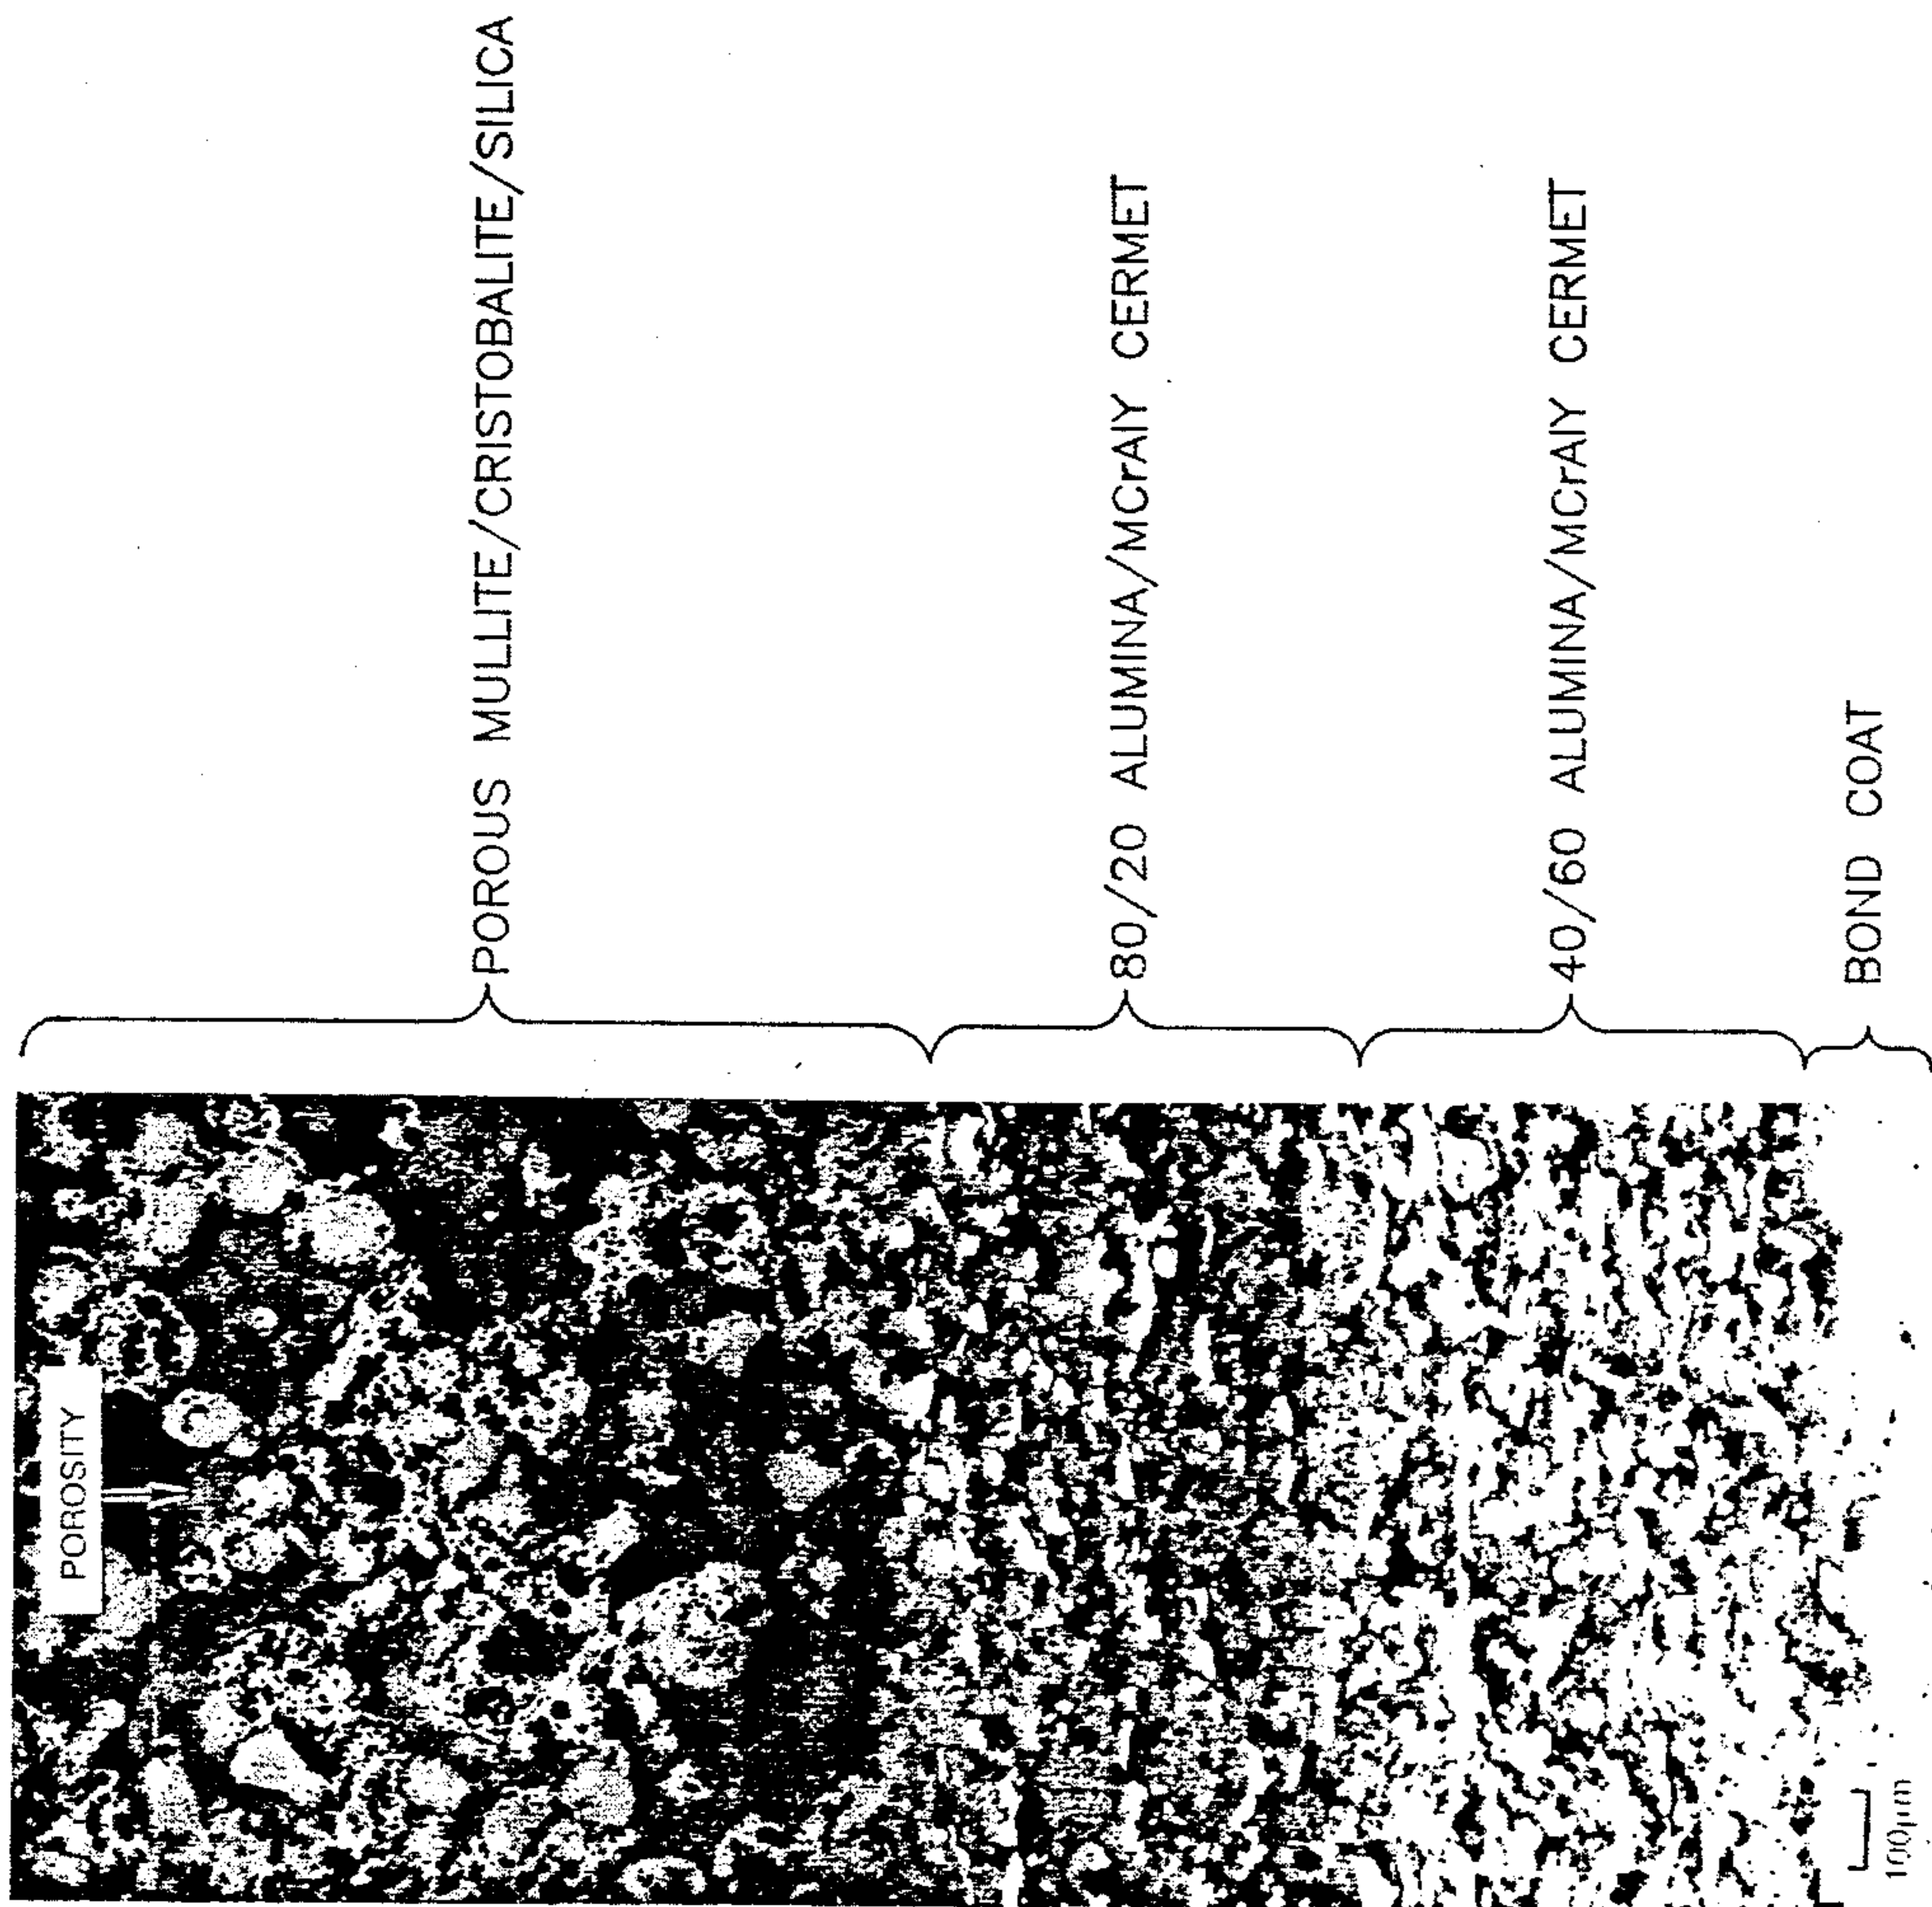 POROUS MULLITE/CRISTOBALITE/SILICA
80/20 ALUMINA/MCrAlY CERMET
40/60 ALUMINA/MCrAlY CERMET
BOND COAT
POROSITY
100µm